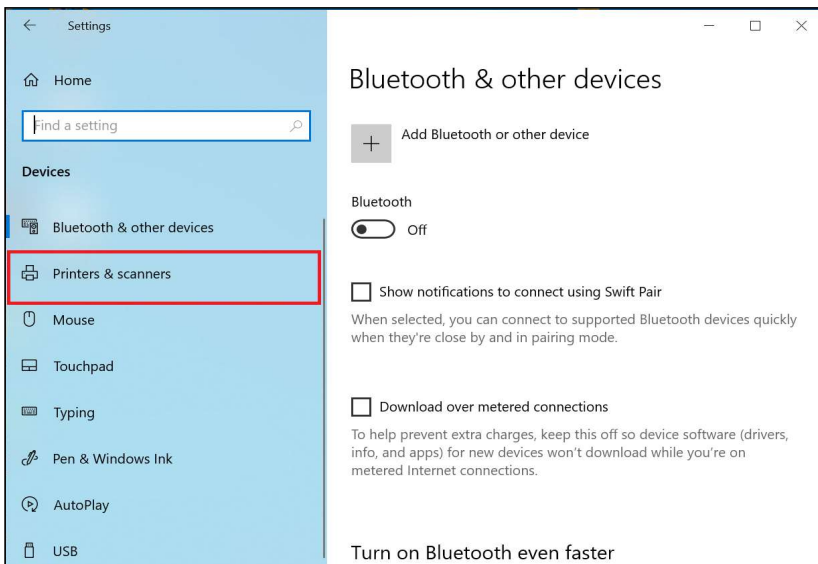 Settings
Home
Find a setting
Devices
Bluetooth & other devices
Printers & scanners
Mouse
Touchpad
Typing
Pen & Windows Ink
AutoPlay
USB
Bluetooth & other devices
Add Bluetooth or other device
Bluetooth
Off
Show notifications to connect using Swift Pair
When selected, you can connect to supported Bluetooth devices quickly
when they're close by and in pairing mode.
Download over metered connections
To help prevent extra charges, keep this off so device software (drivers,
info, and apps) for new devices won't download while you're on
metered Internet connections.
Turn on Bluetooth even faster